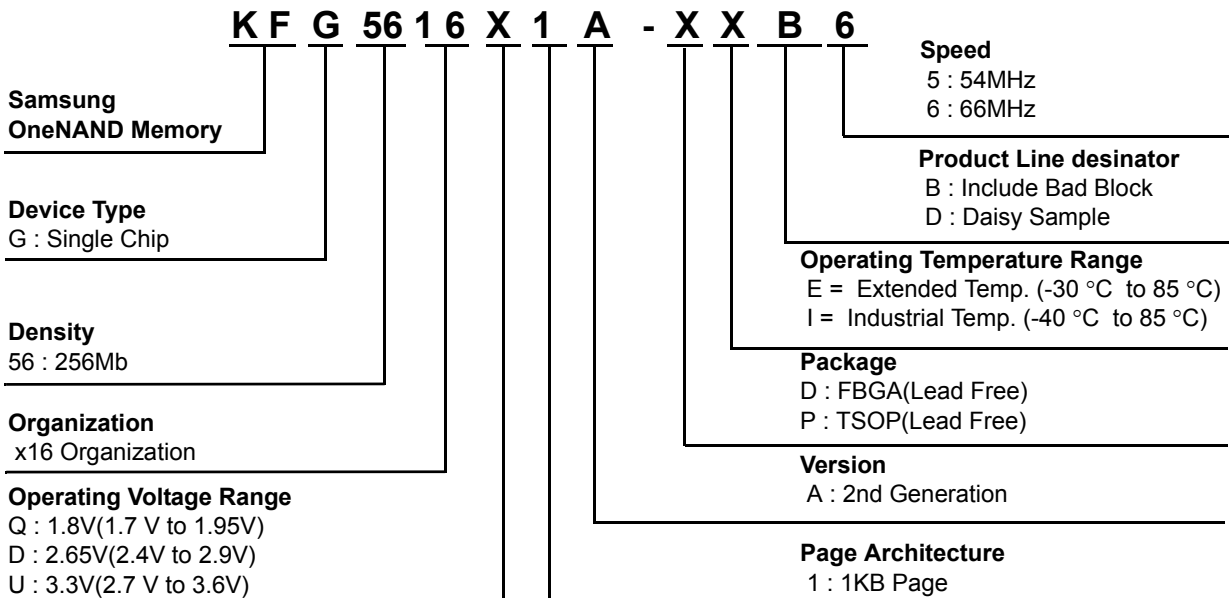 K F G 56 1 6 X 1 A - X X B 6
Samsung
OneNAND Memory
Device Type
G : Single Chip
Density
56 : 256Mb
Organization
x16 Organization
Operating Voltage Range
Q : 1.8V(1.7 V to 1.95V)
D : 2.65V(2.4V to 2.9V)
U : 3.3V(2.7 V to 3.6V)
Speed
5 : 54MHz
6 : 66MHz
Product Line desinator
B : Include Bad Block
D : Daisy Sample
Operating Temperature Range
E = Extended Temp. (-30 °C to 85 °C)
I = Industrial Temp. (-40 °C to 85 °C)
Package
D : FBGA(Lead Free)
P : TSOP(Lead Free)
Version
A : 2nd Generation
Page Architecture
1 : 1KB Page